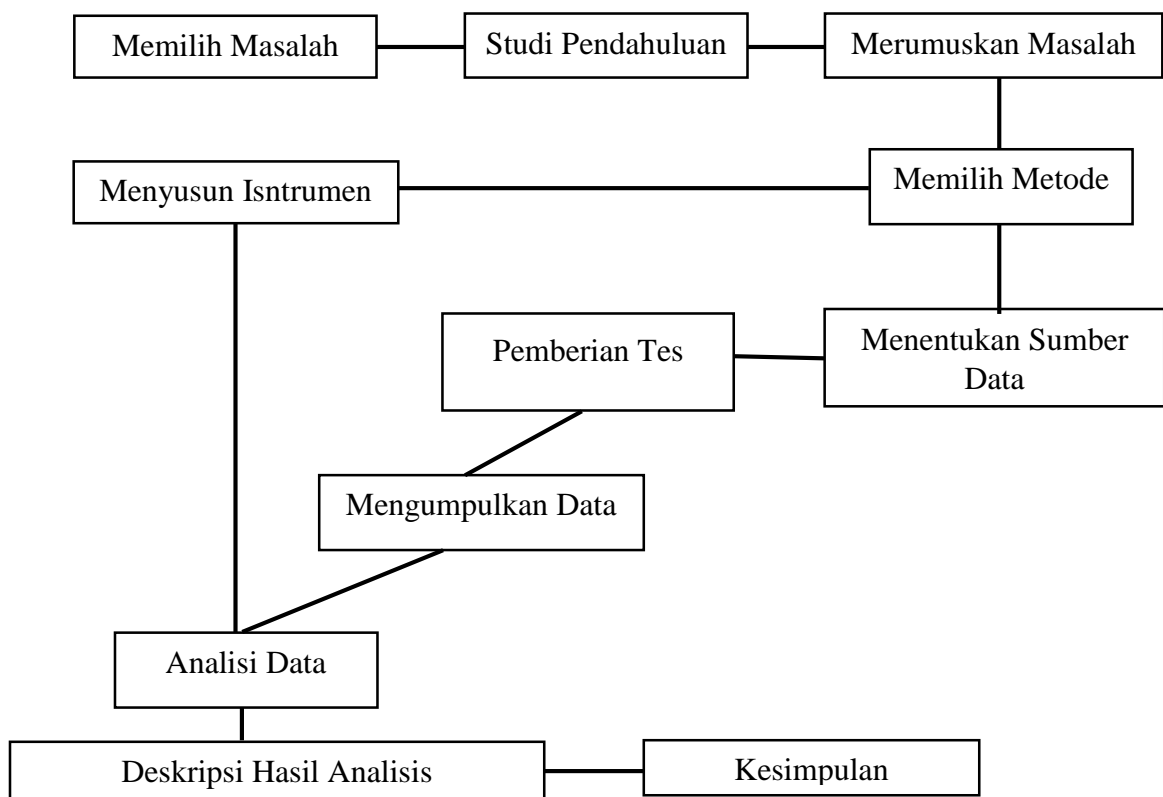 Memilih Masalah
Studi Pendahuluan
Merumuskan Masalah
Menyusun Isntrumen
Memilih Metode
Pemberian Tes
Menentukan Sumber
Data
Mengumpulkan Data
Analisi Data
Deskripsi Hasil Analisis
Kesimpulan